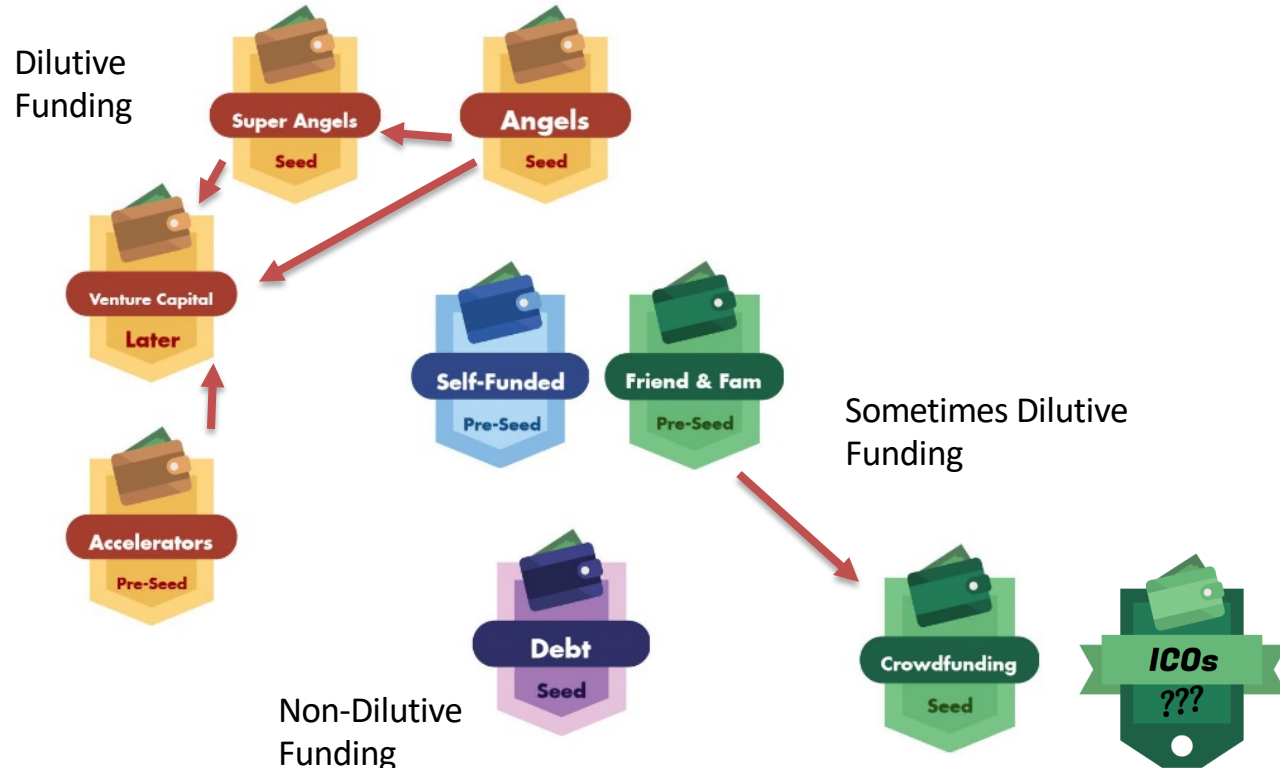 Dilutive
Funding
Super Angels
Seed
Angels
Seed
Venture Capital
Later
Self-Funded
Pre-Seed
Friend & Fam
Pre-Seed
Sometimes Dilutive
Funding
Accelerators
Pre-Seed
Debt
Seed
Crowdfunding
Seed
ICOs
???
Non-Dilutive
Funding